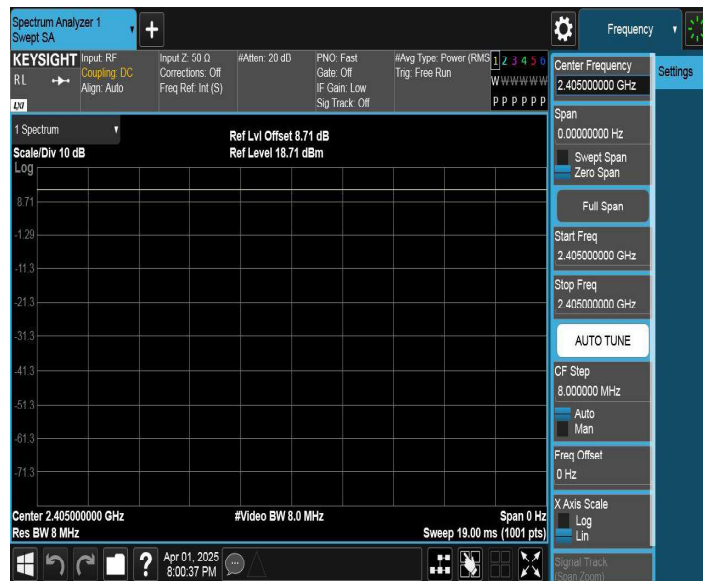 Spectrum Analyzer 1
Swept SA
+
Frequency
KEYSIGHT
RL
LXI
Input: RF
Coupling: DC
Align: Auto
Input Z: 50 Ω
Corrections: Off
Freq Ref: Int (S)
#Atten: 20 dB
PNO: Fast
Gate: Off
IF Gain: Low
Sig Track: Off
#Avg Type: Power (RMS
Trig: Free Run
1 2 3 4 5 6
W W W W W W
P P P P P P
1 Spectrum
Scale/Div 10 dB
Log
Ref Lvl Offset 8.71 dB
Ref Level 18.71 dBm
8.71
-1.29
-11.3
-21.3
-31.3
-41.3
-51.3
-61.3
-71.3
Center 2.405000000 GHz
Res BW 8 MHz
#Video BW 8.0 MHz
Span 0 Hz
Sweep 19.00 ms (1001 pts)
Center Frequency
2.405000000 GHz
Settings
Span
0.00000000 Hz
Swept Span
Zero Span
Full Span
Start Freq
2.405000000 GHz
Stop Freq
2.405000000 GHz
AUTO TUNE
CF Step
8.000000 MHz
Auto
Man
Freq Offset
0 Hz
X Axis Scale
Log
Lin
Signal Track
(Span Zoom)
?
Apr 01, 2025
8:00:37 PM